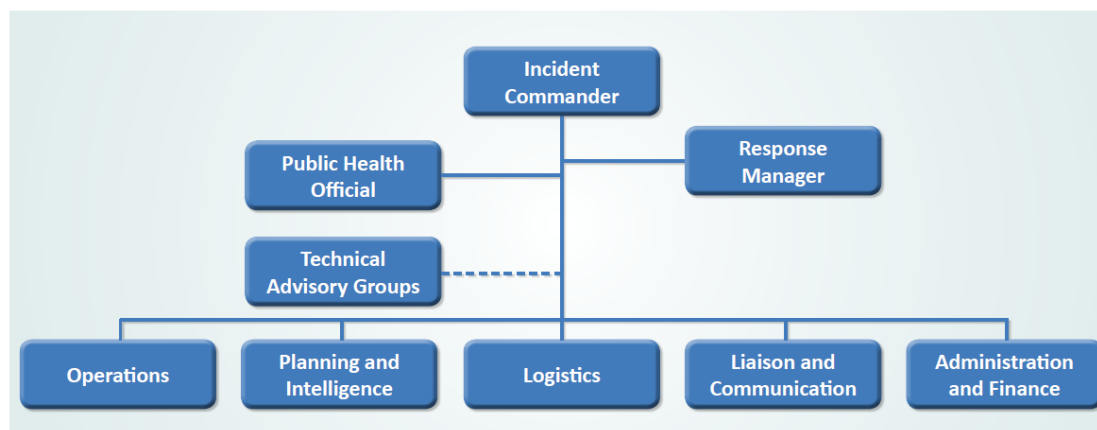 Incident
Commander
Public Health
Official
Response
Manager
Technical
Advisory Groups
Operations
Planning and
Intelligence
Logistics
Liaison and
Communication
Administration
and Finance